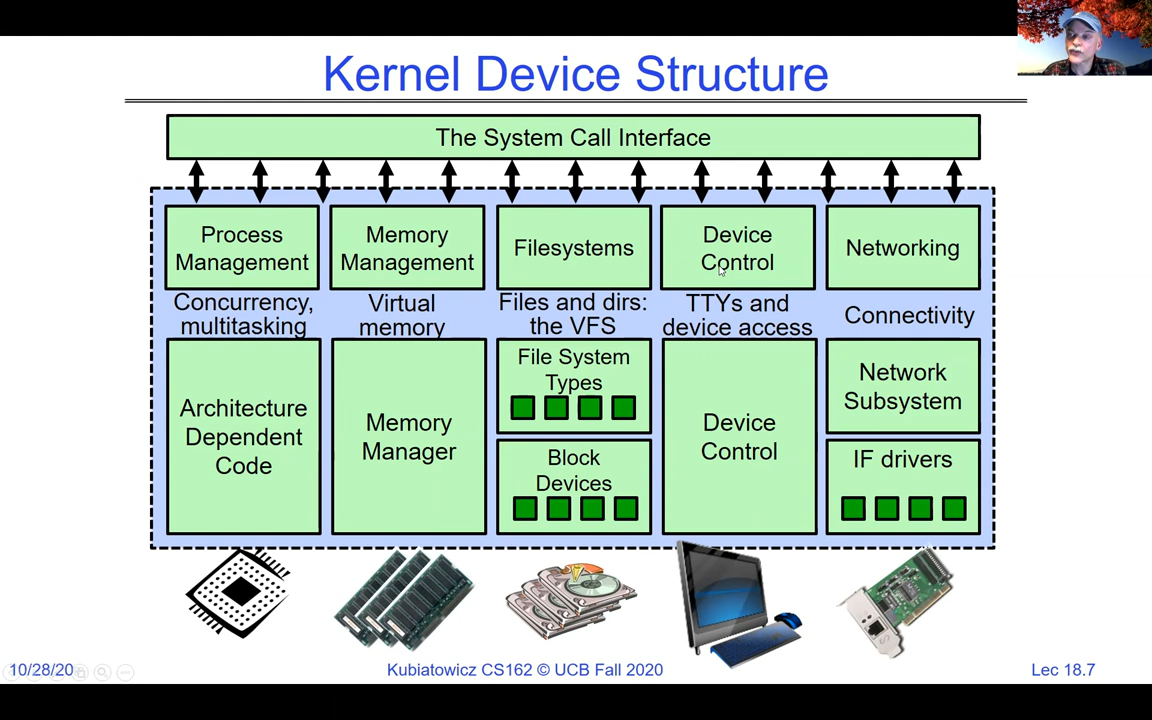 Kernel Device Structure
The System Call Interface
Process
Management
Memory
Management
Filesystems
Device
Control
Networking
Concurrency,
multitasking
Virtual
memory
Files and dirs:
the VFS
TTYs and
device access
Connectivity
Architecture
Dependent
Code
Memory
Manager
File System
Types
Block
Devices
Device
Control
Network
Subsystem
IF drivers
10/28/20
Kubiatowicz CS162 © UCB Fall 2020
Lec 18.7